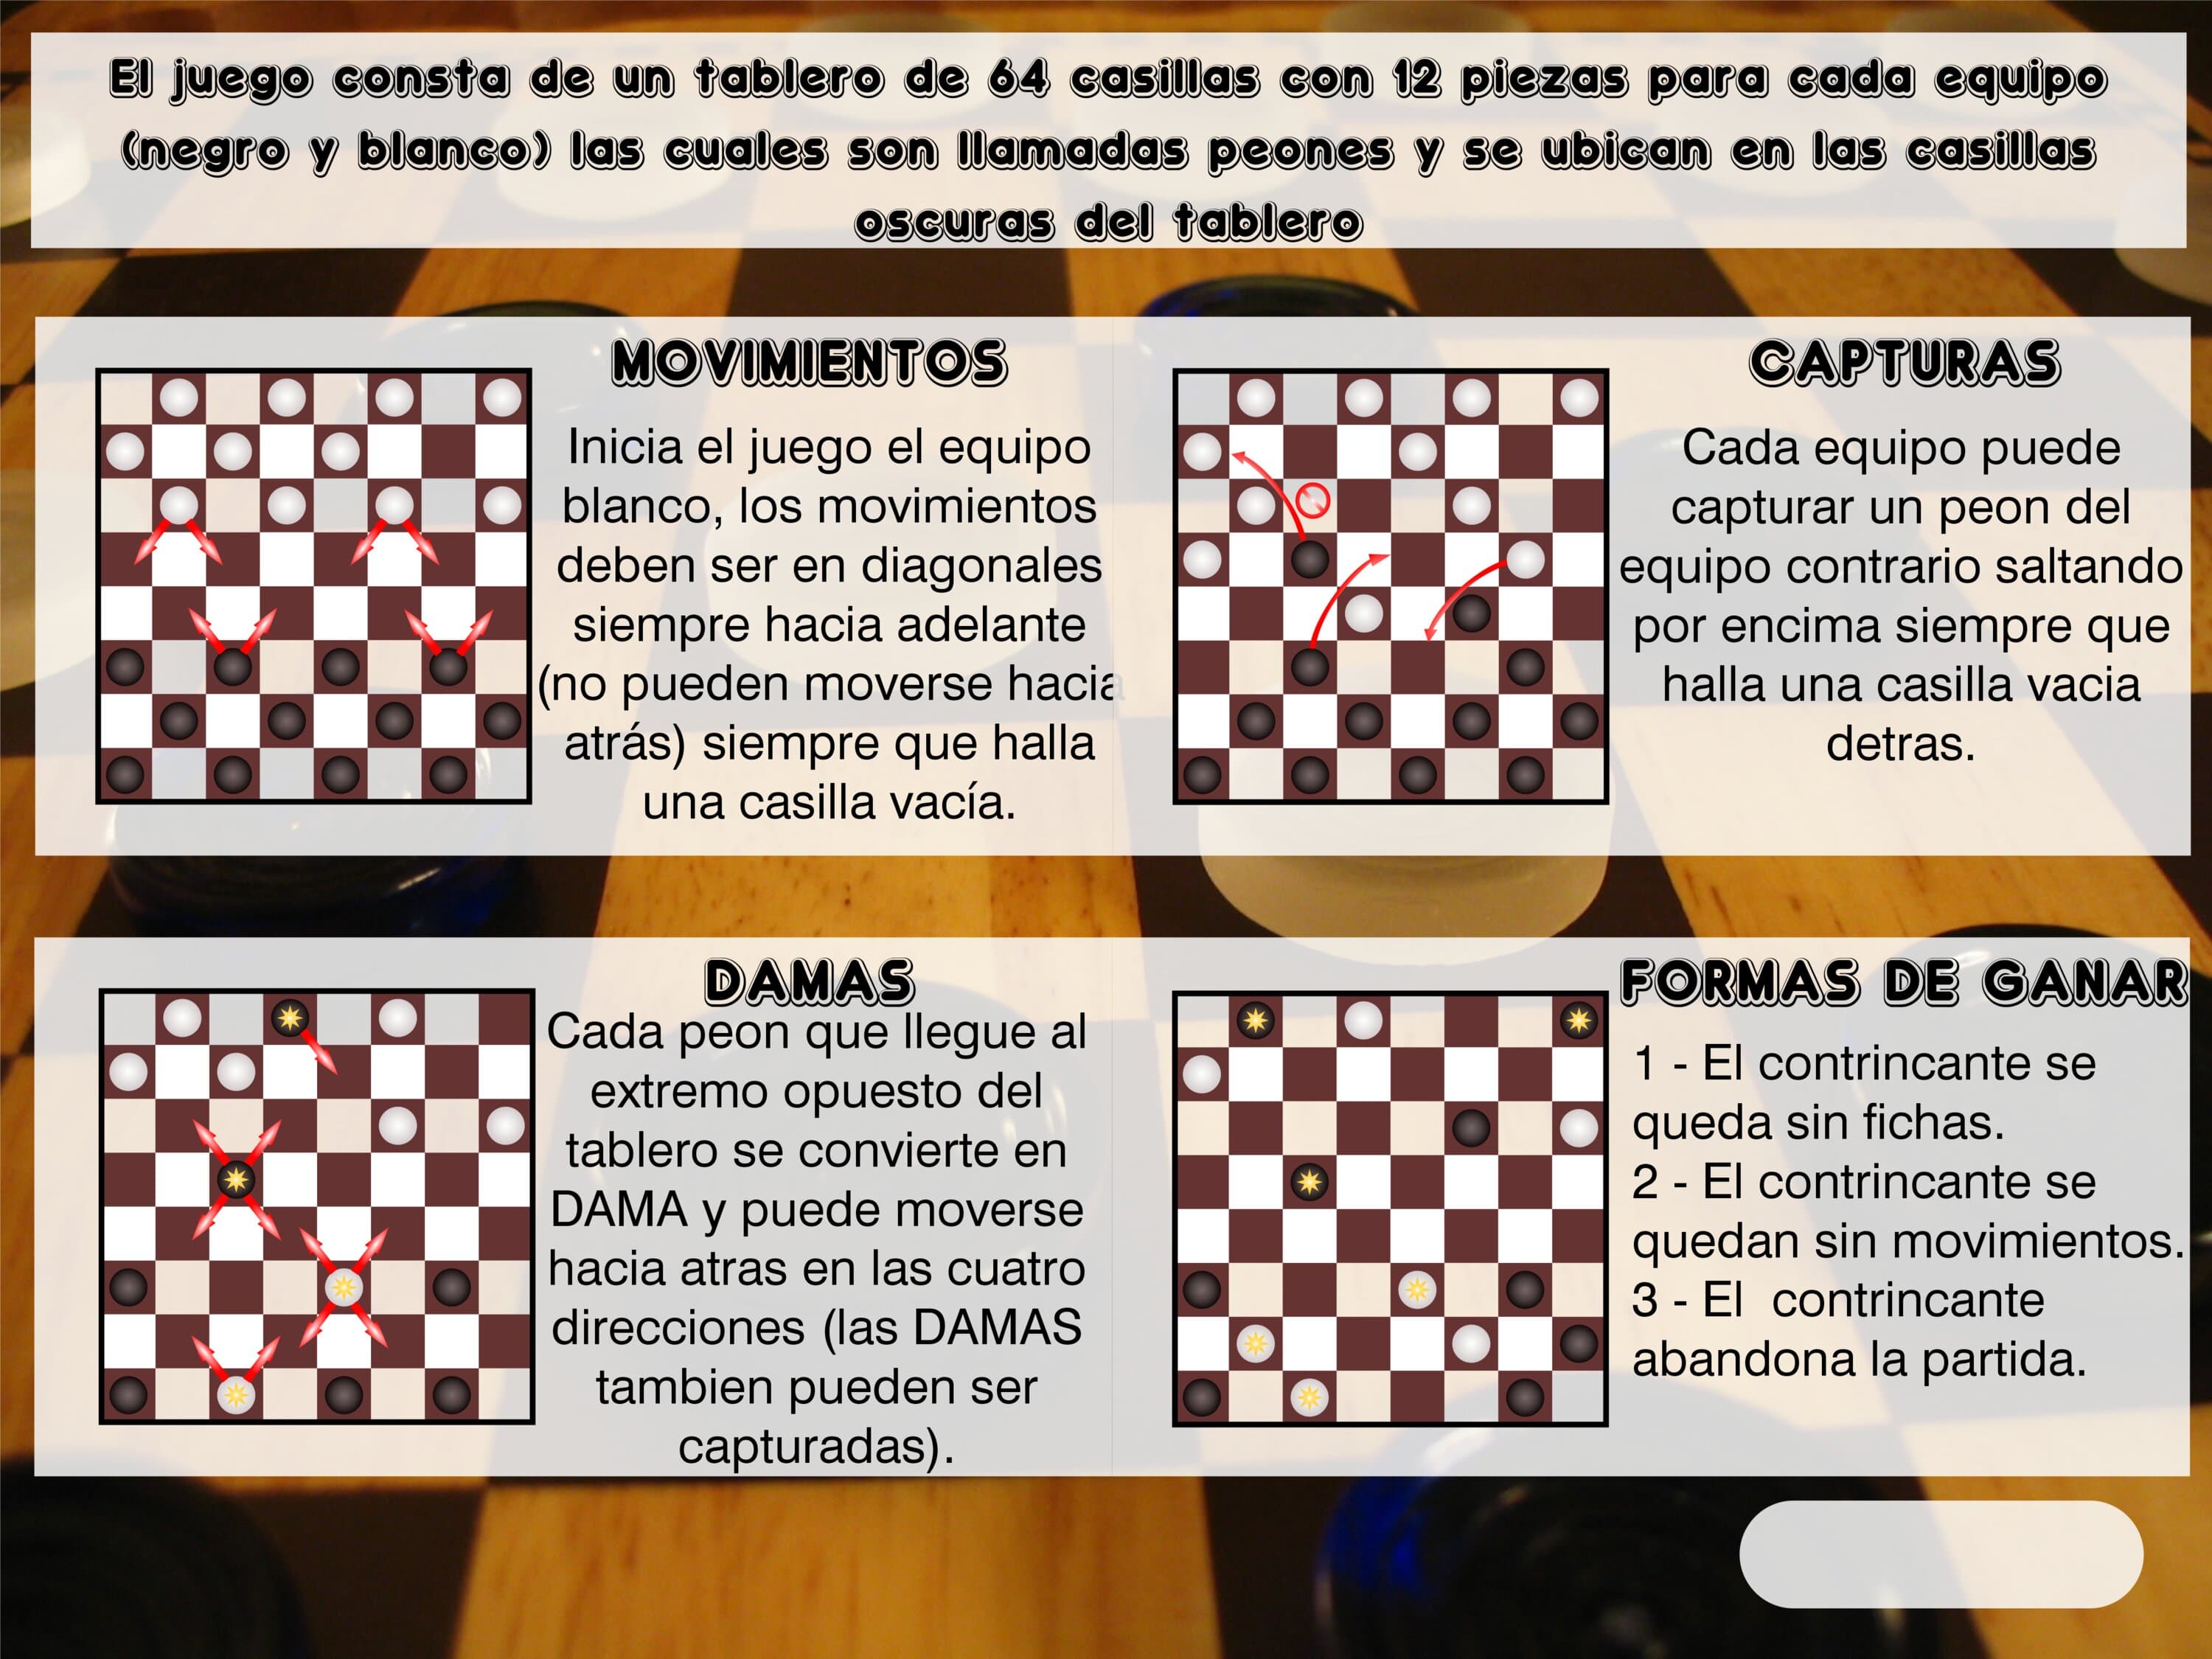 El juego consta de un tablero de 64 casillas con 12 piezas para cada equipo
(negro y blanco) las cuales son llamadas peones y se ubican en las casillas
oscuras del tablero
MOVIMIENTOS
Inicia el juego el equipo
blanco, los movimientos
deben ser en diagonales
siempre hacia adelante
(no pueden moverse hacia
atrás) siempre que halla
una casilla vacía.
CAPTURAS
Cada equipo puede
capturar un peon del
equipo contrario saltando
por encima siempre que
halla una casilla vacia
detras.
DAMAS
Cada peon que llegue al
extremo opuesto del
tablero se convierte en
DAMA y puede moverse
hacia atras en las cuatro
direcciones (las DAMAS
tambien pueden ser
capturadas).
FORMAS DE GANAR
1 - El contrincante se
queda sin fichas.
2 - El contrincante se
quedan sin movimientos.
3 - El  contrincante
abandona la partida.